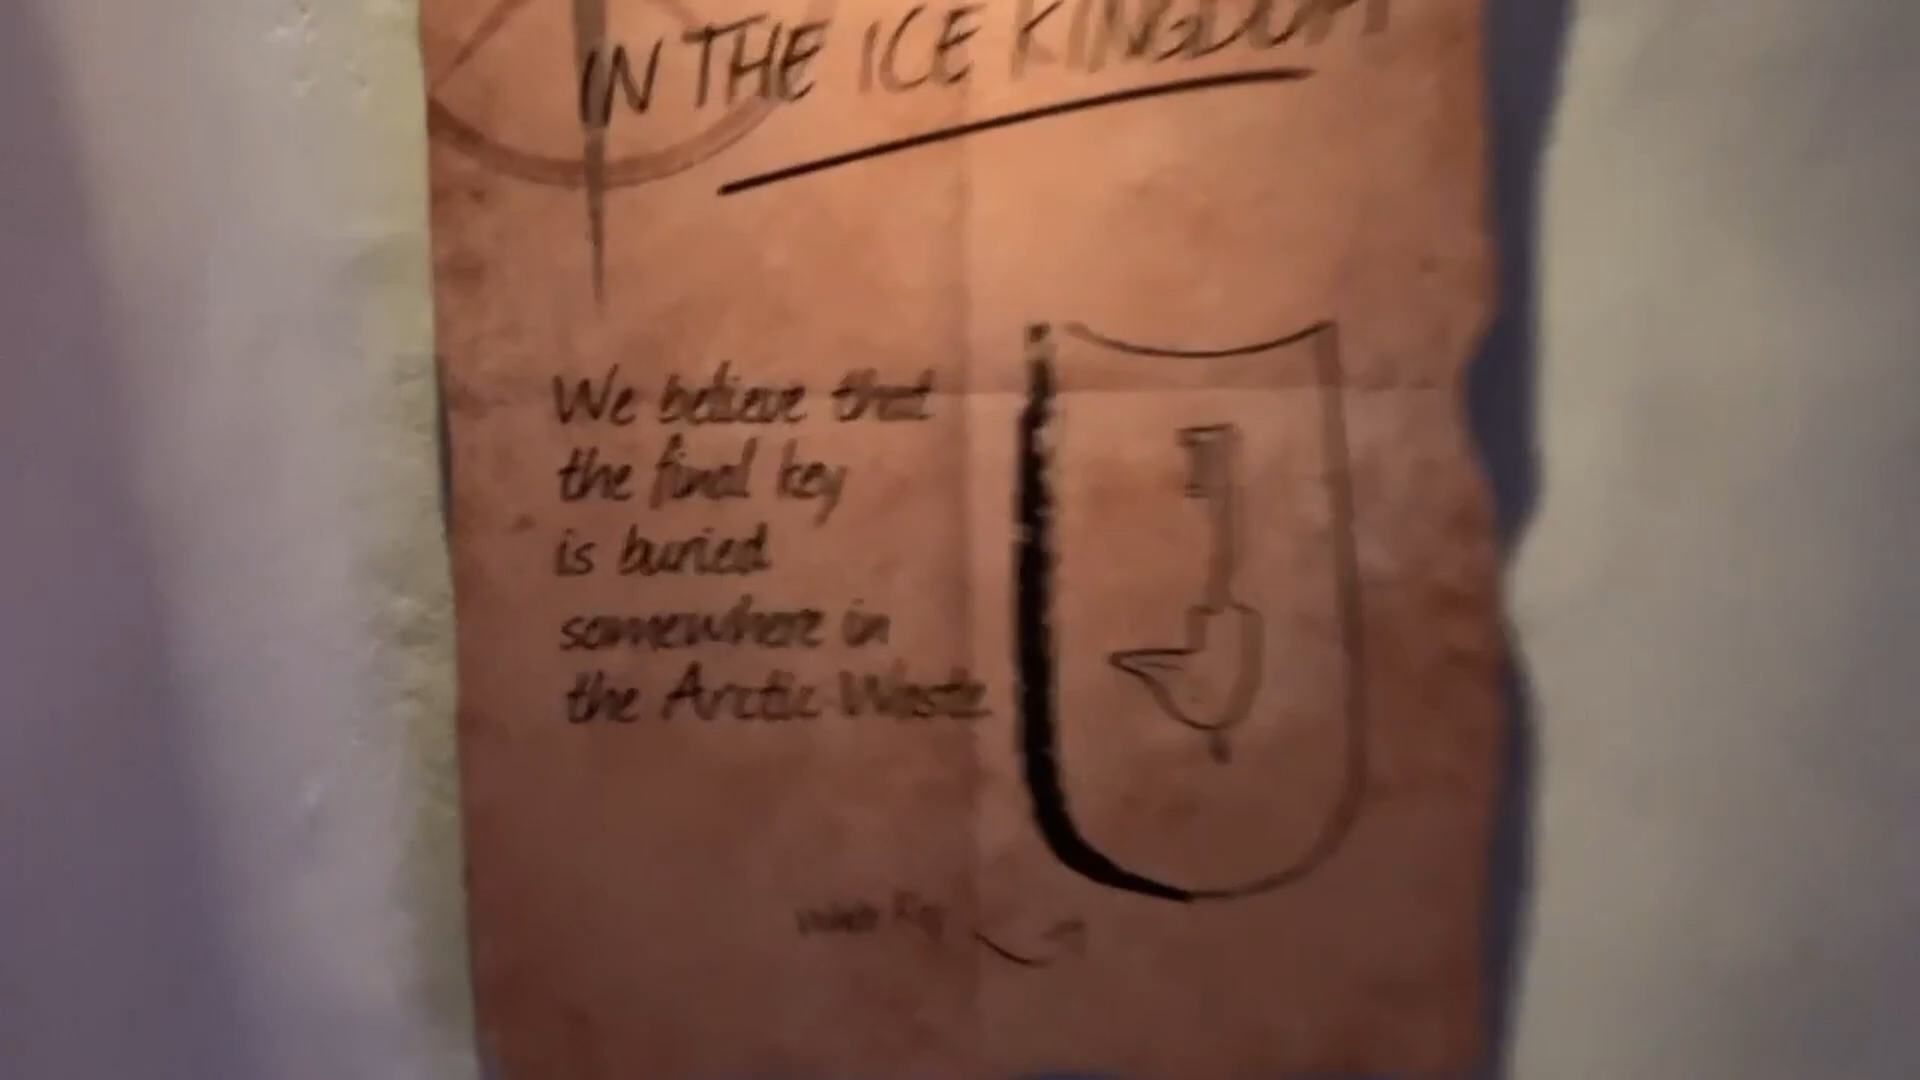 IN THE ICE KINGDOM
We believe that
the final key
is buried
somewhere in
the Arctic Waste